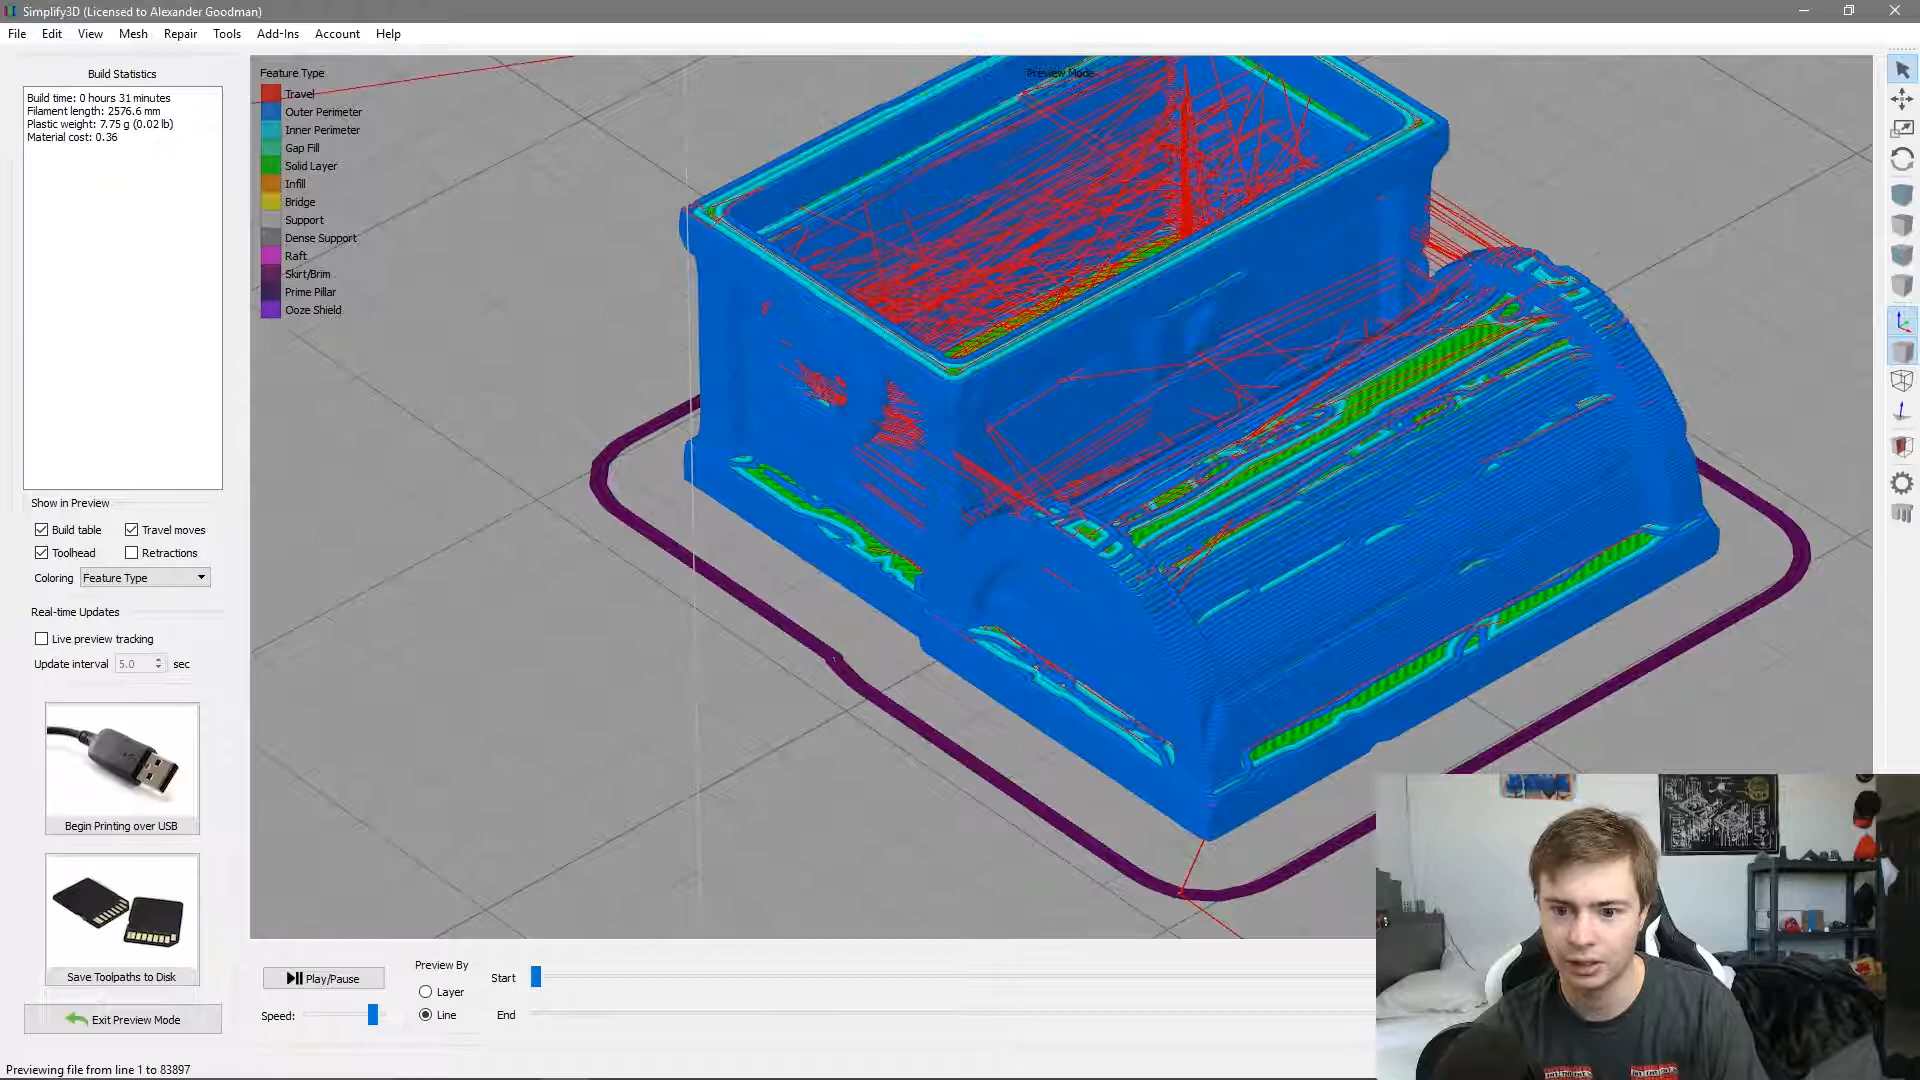 Simplify3D (Licensed to Alexander Goodman)
File Edit View Mesh Repair Tools Add-Ins Account Help
Build Statistics
Build time: 0 hours 31 minutes
Filament length: 2576.6 mm
Plastic weight: 7.75 g (0.02 lb)
Material cost: 0.36
Feature Type
Travel
Outer Perimeter
Inner Perimeter
Gap Fill
Solid Layer
Infill
Bridge
Support
Dense Support
Raft
Skirt/Brim
Prime Pillar
Ooze Shield
Preview Mode
Show in Preview
Build table
Travel moves
Toolhead
Retractions
Coloring
Feature Type
Real-time Updates
Live preview tracking
Update interval 5.0 sec
Begin Printing over USB
Save Toolpaths to Disk
Exit Preview Mode
Play/Pause
Speed:
Preview By
Layer
Line
Start
End
Previewing file from line 1 to 83897